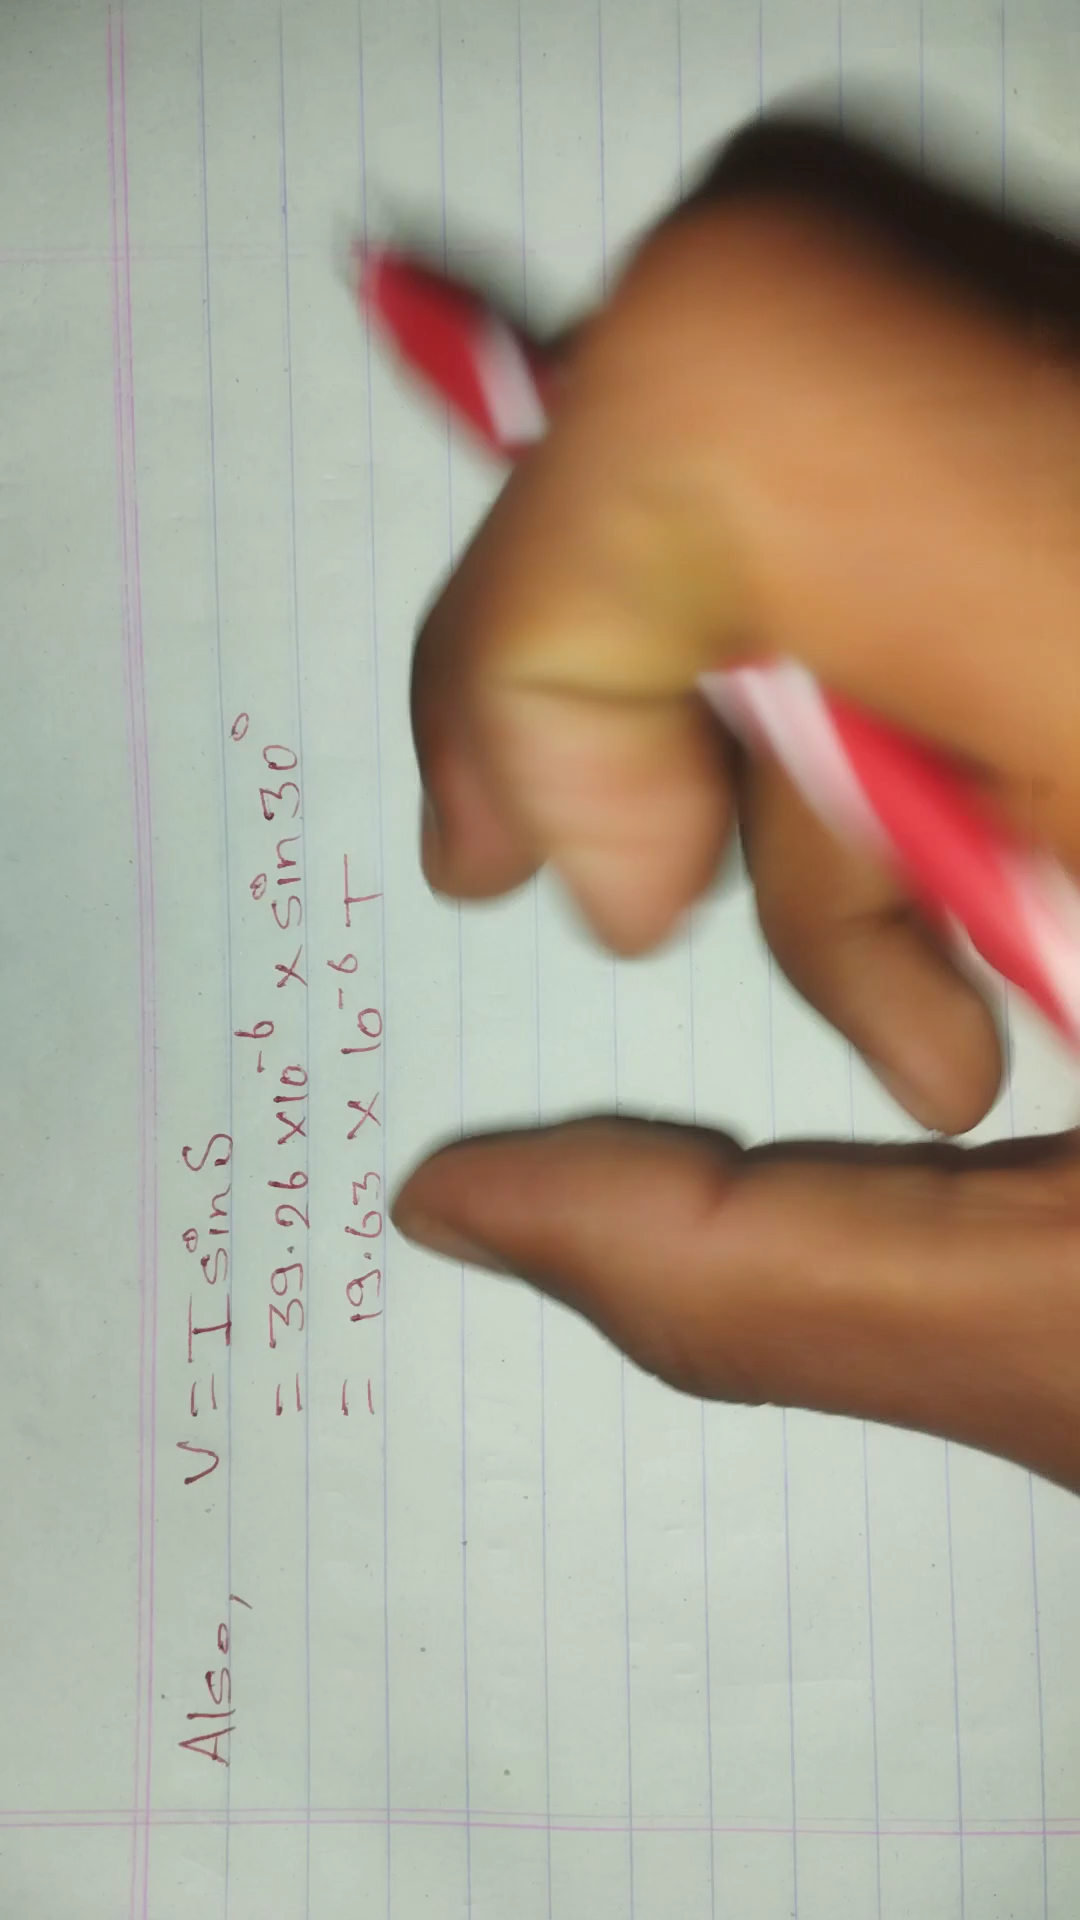 Also, V = I sin δ
= 39.26 x 10⁻⁶ x sin 30°
= 19.63 x 10⁻⁶ T